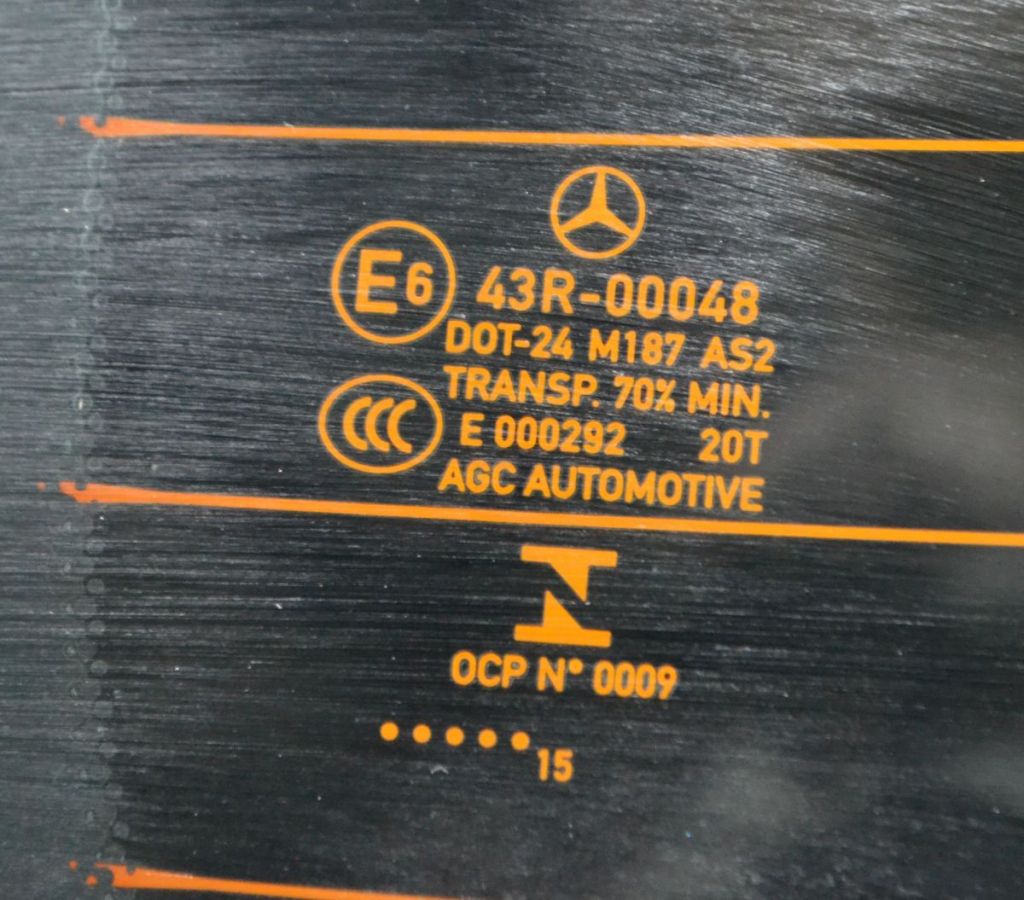 E6 43R-00048
DOT-24 M187 AS2
TRANSP. 70% MIN.
CCC E 000292 20T
AGC AUTOMOTIVE
OCP N° 0009
.....15